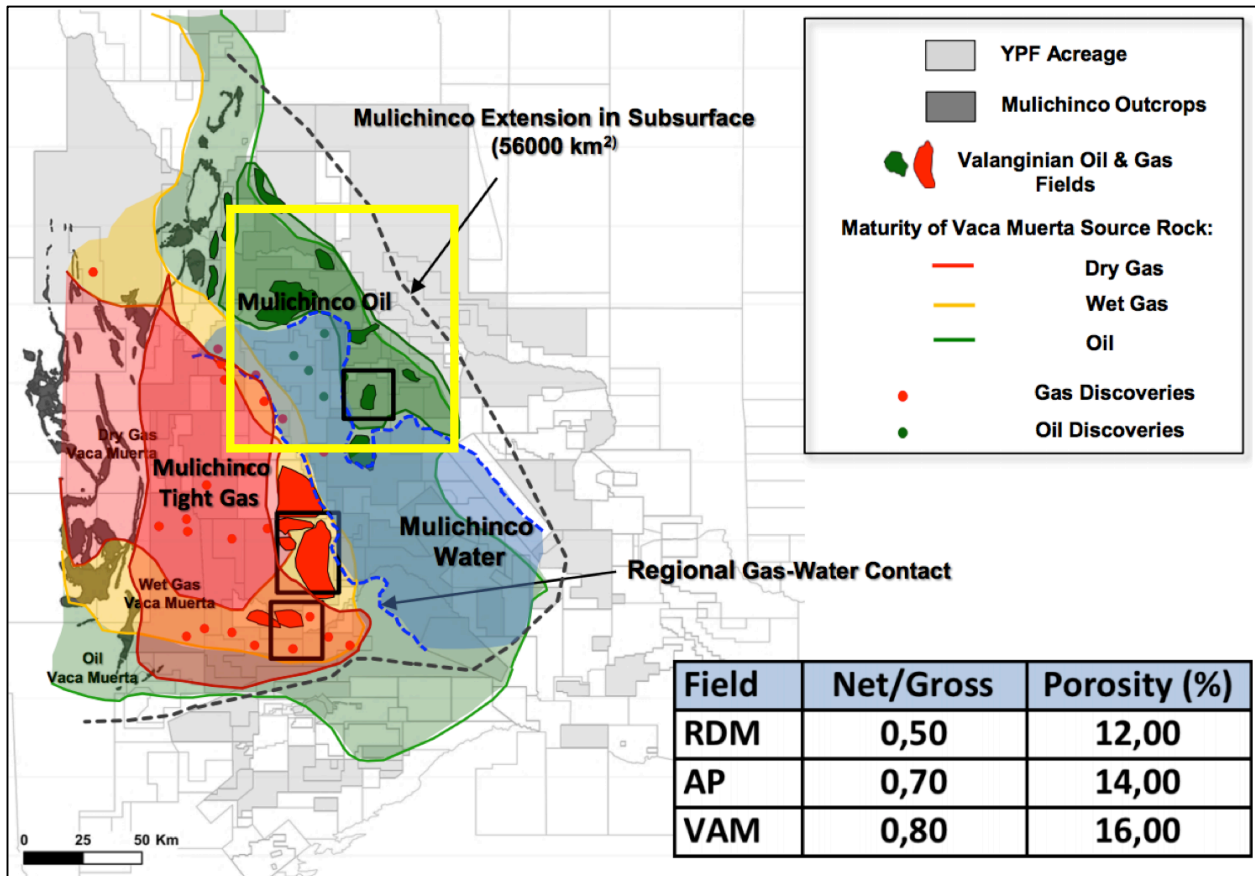 Mulichinco Extension in Subsurface
(56000 km²)
Mulichinco Oil
Dry Gas
Vaca Muerta
Mulichinco
Tight Gas
Mulichinco
Water
Regional Gas-Water Contact
Wet Gas
Vaca Muerta
Oil
Vaca Muerta
0 25 50 Km
YPF Acreage
Mulichinco Outcrops
Valanginian Oil & Gas
Fields
Maturity of Vaca Muerta Source Rock:
Dry Gas
Wet Gas
Oil
Gas Discoveries
Oil Discoveries
Field Net/Gross Porosity (%)
RDM 0,50 12,00
AP 0,70 14,00
VAM 0,80 16,00